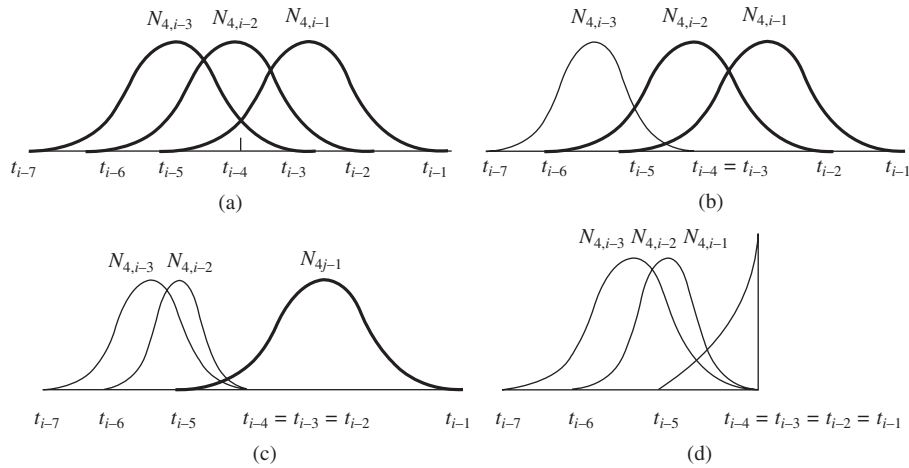 N4,i–3 N4,i–2 N4,i–1
ti–7 ti–6 ti–5 ti–4 ti–3 ti–2 ti–1
(a)
N4,i–3 N4,i–2 N4,i–1
ti–7 ti–6 ti–5 ti–4 = ti–3 ti–2 ti–1
(b)
N4,i–3 N4,i–2 N4j–1
ti–7 ti–6 ti–5 ti–4 = ti–3 = ti–2 ti–1
(c)
N4,i–3 N4,i–2 N4,i–1
ti–7 ti–6 ti–5 ti–4 = ti–3 = ti–2 = ti–1
(d)